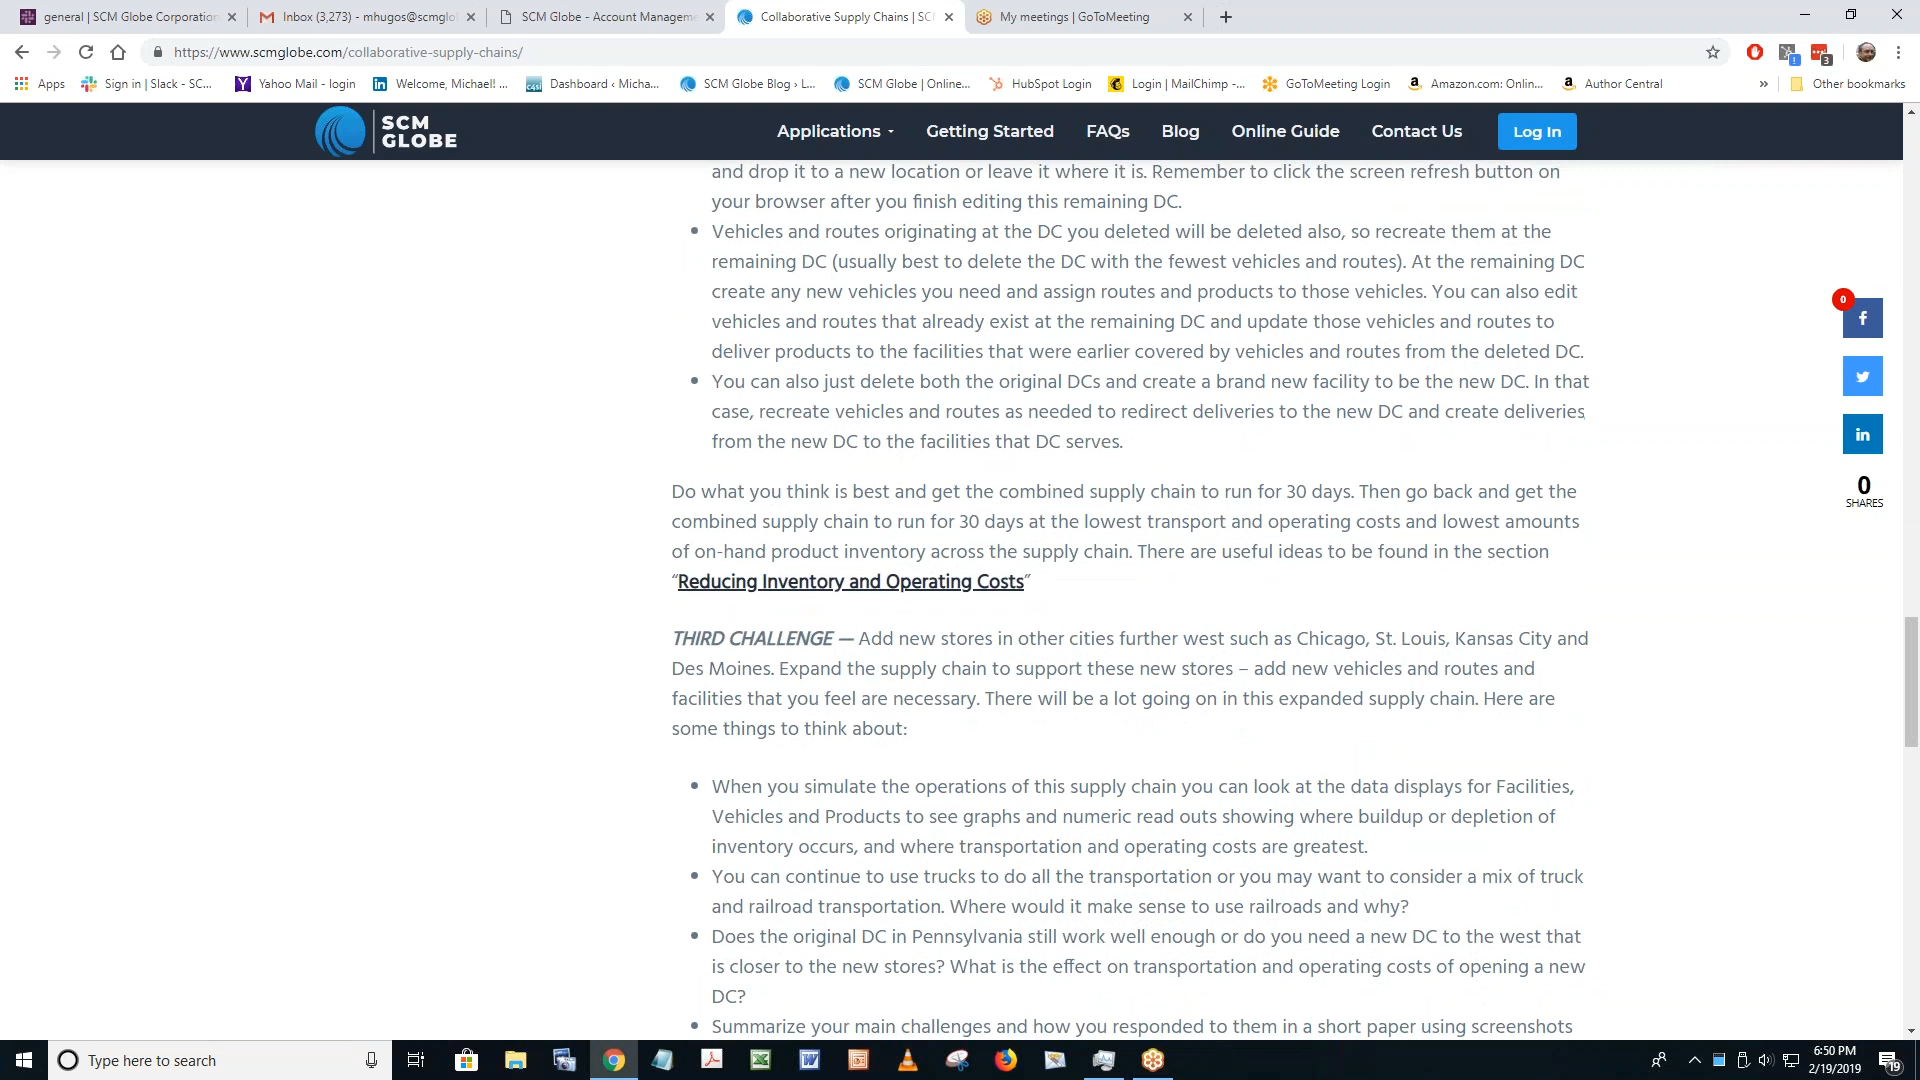 general | SCM Globe Corporation
Inbox (3,273) - mhugos@scmglo
SCM Globe - Account Manageme
Collaborative Supply Chains | SC
My meetings | GoToMeeting
https://www.scmglobe.com/collaborative-supply-chains/
3
Apps
Sign in | Slack - SC...
Yahoo Mail - login
Welcome, Michael! ...
Dashboard ‹ Micha...
SCM Globe Blog › L...
SCM Globe | Online...
HubSpot Login
Login | MailChimp -...
GoToMeeting Login
Amazon.com: Onlin...
Author Central
»
Other bookmarks
SCM
GLOBE
Applications
Getting Started
FAQs
Blog
Online Guide
Contact Us
Log In
and drop it to a new location or leave it where it is. Remember to click the screen refresh button on
your browser after you finish editing this remaining DC.
Vehicles and routes originating at the DC you deleted will be deleted also, so recreate them at the
remaining DC (usually best to delete the DC with the fewest vehicles and routes). At the remaining DC
create any new vehicles you need and assign routes and products to those vehicles. You can also edit
vehicles and routes that already exist at the remaining DC and update those vehicles and routes to
deliver products to the facilities that were earlier covered by vehicles and routes from the deleted DC.
You can also just delete both the original DCs and create a brand new facility to be the new DC. In that
case, recreate vehicles and routes as needed to redirect deliveries to the new DC and create deliveries
from the new DC to the facilities that DC serves.
Do what you think is best and get the combined supply chain to run for 30 days. Then go back and get the
combined supply chain to run for 30 days at the lowest transport and operating costs and lowest amounts
of on-hand product inventory across the supply chain. There are useful ideas to be found in the section
“Reducing Inventory and Operating Costs”
THIRD CHALLENGE — Add new stores in other cities further west such as Chicago, St. Louis, Kansas City and
Des Moines. Expand the supply chain to support these new stores – add new vehicles and routes and
facilities that you feel are necessary. There will be a lot going on in this expanded supply chain. Here are
some things to think about:
When you simulate the operations of this supply chain you can look at the data displays for Facilities,
Vehicles and Products to see graphs and numeric read outs showing where buildup or depletion of
inventory occurs, and where transportation and operating costs are greatest.
You can continue to use trucks to do all the transportation or you may want to consider a mix of truck
and railroad transportation. Where would it make sense to use railroads and why?
Does the original DC in Pennsylvania still work well enough or do you need a new DC to the west that
is closer to the new stores? What is the effect on transportation and operating costs of opening a new
DC?
Summarize your main challenges and how you responded to them in a short paper using screenshots
0
0
SHARES
Type here to search
6:50 PM
2/19/2019
19